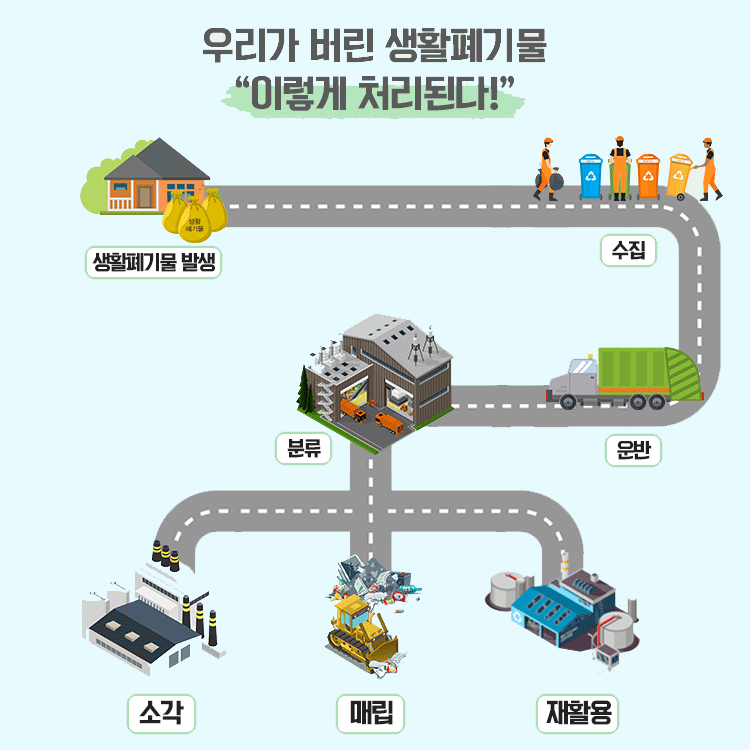 우리가 버린 생활폐기물
“이렇게 처리된다!”
생활
폐기물
생활폐기물 발생
수집
분류
운반
소각
매립
재활용